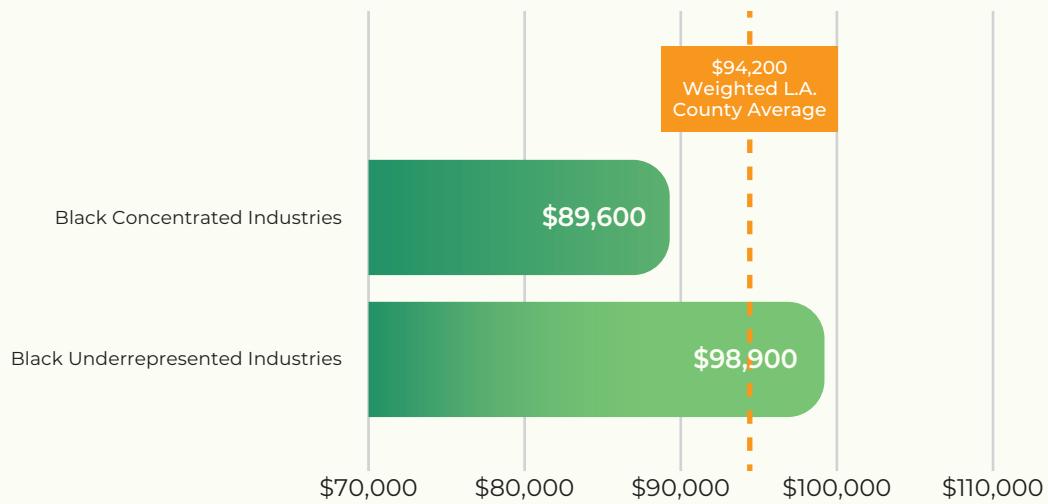 $94,200
Weighted L.A.
County Average
Black Concentrated Industries
$89,600
Black Underrepresented Industries
$98,900
$70,000
$80,000
$90,000
$100,000
$110,000